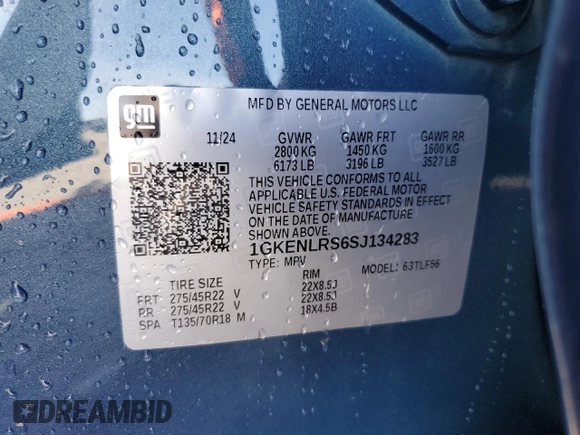 gm
MFD BY GENERAL MOTORS LLC
11/24 GVWR GAWR FRT GAWR RR
2800 KG 1450 KG 1600 KG
6173 LB 3196 LB 3527 LB
THIS VEHICLE CONFORMS TO ALL
APPLICABLE U.S. FEDERAL MOTOR
VEHICLE SAFETY STANDARDS IN EFFECT
ON THE DATE OF MANUFACTURE
SHOWN ABOVE.
1GKENLRS6SJ134283
TYPE: MPV MODEL: 63TLF56
TIRE SIZE RIM
FRT 275/45R22 V 22X8.5J
RR 275/45R22 V 22X8.5J
SPA T135/70R18 M 18X4.5B
DREAMBID